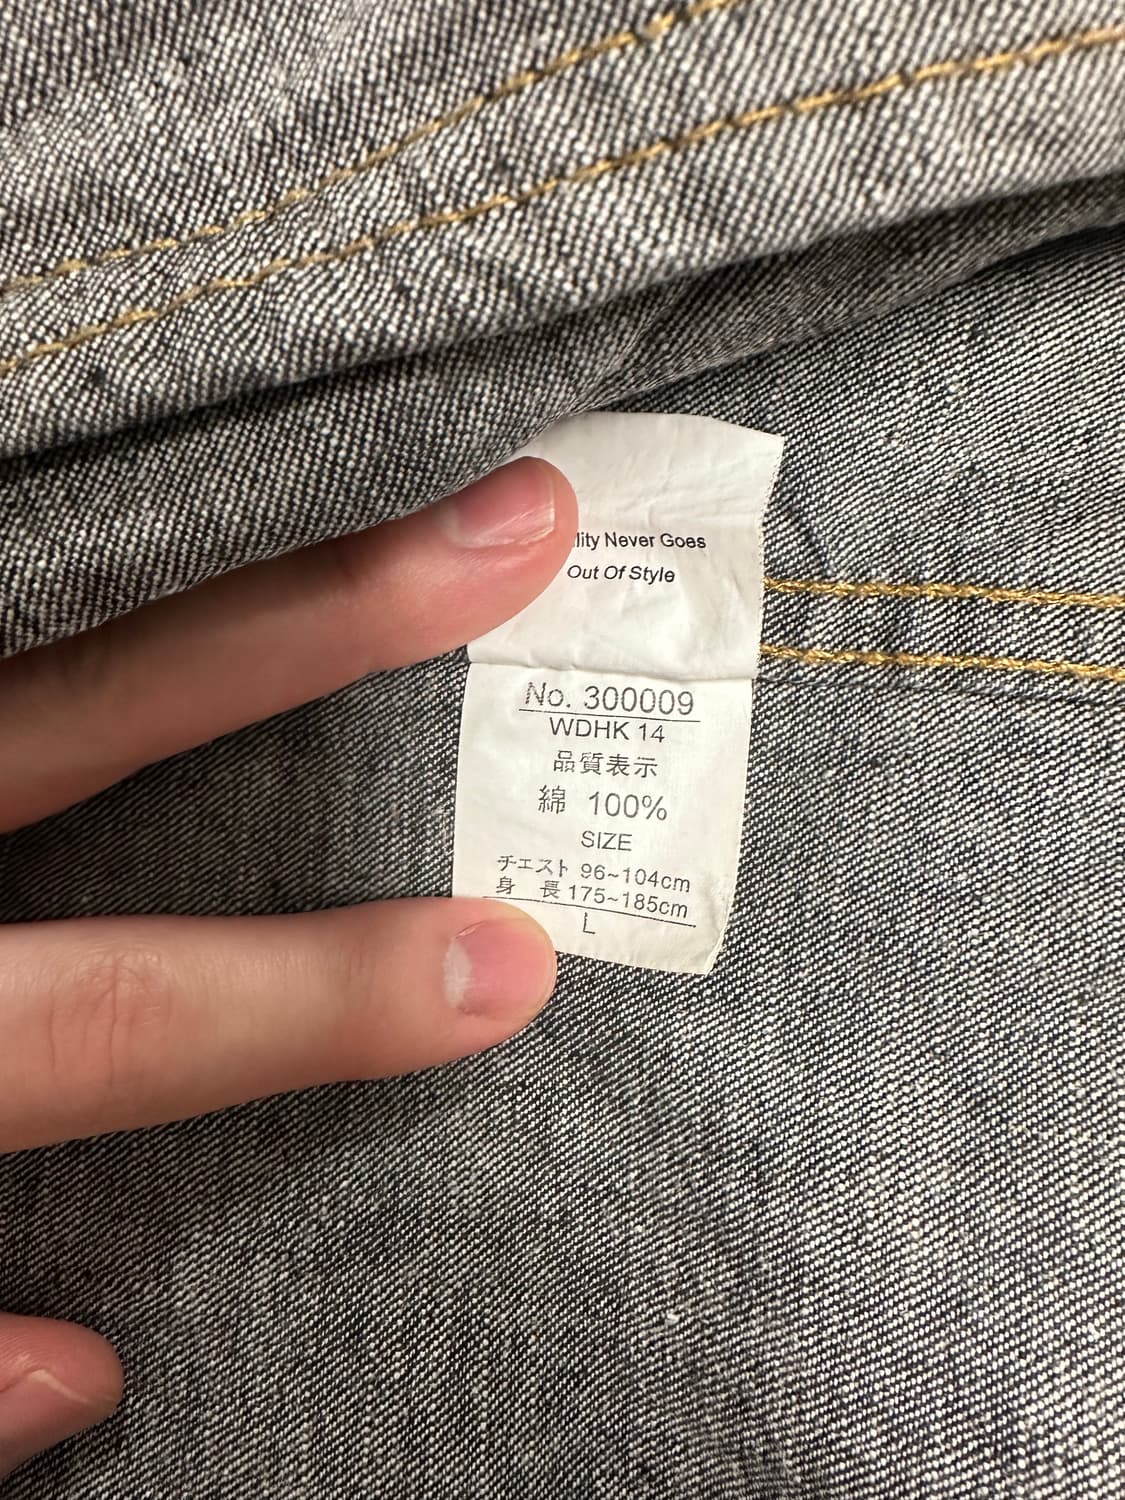 lity Never Goes
Out Of Style
No. 300009
WDHK 14
品質表示
綿 100%
SIZE
チェスト 96~104cm
身 長 175~185cm
L